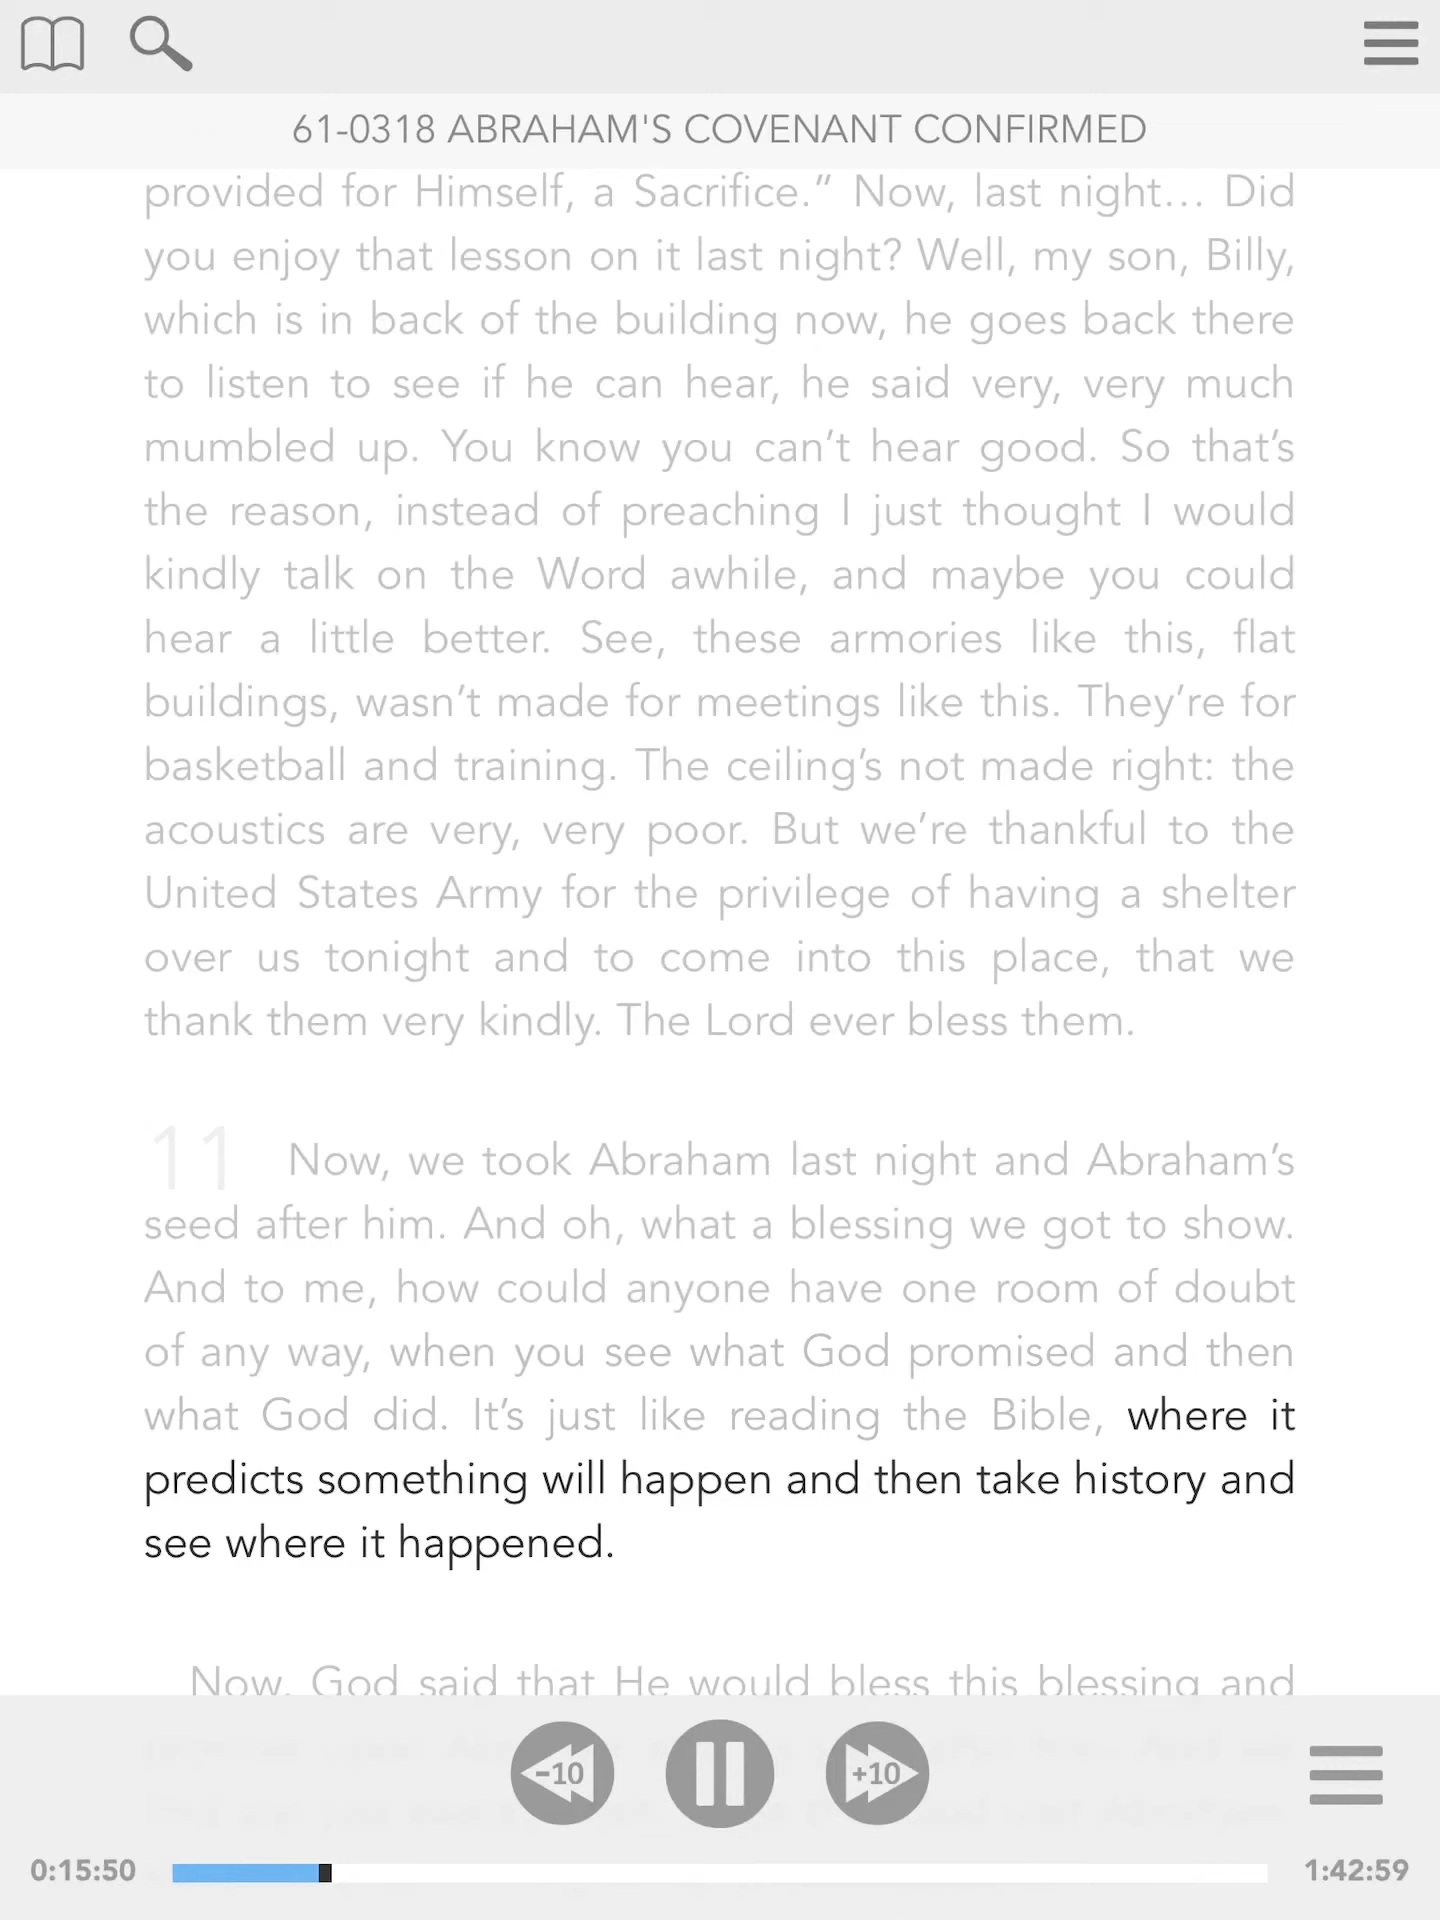 61-0318 ABRAHAM'S COVENANT CONFIRMED
provided for Himself, a Sacrifice.” Now, last night… Did
you enjoy that lesson on it last night? Well, my son, Billy,
which is in back of the building now, he goes back there
to listen to see if he can hear, he said very, very much
mumbled up. You know you can’t hear good. So that’s
the reason, instead of preaching I just thought I would
kindly talk on the Word awhile, and maybe you could
hear a little better. See, these armories like this, flat
buildings, wasn’t made for meetings like this. They’re for
basketball and training. The ceiling’s not made right: the
acoustics are very, very poor. But we’re thankful to the
United States Army for the privilege of having a shelter
over us tonight and to come into this place, that we
thank them very kindly. The Lord ever bless them.
11 Now, we took Abraham last night and Abraham’s
seed after him. And oh, what a blessing we got to show.
And to me, how could anyone have one room of doubt
of any way, when you see what God promised and then
what God did. It’s just like reading the Bible, where it
predicts something will happen and then take history and
see where it happened.
Now, God said that He would bless this blessing and
-10 +10
0:15:50 1:42:59